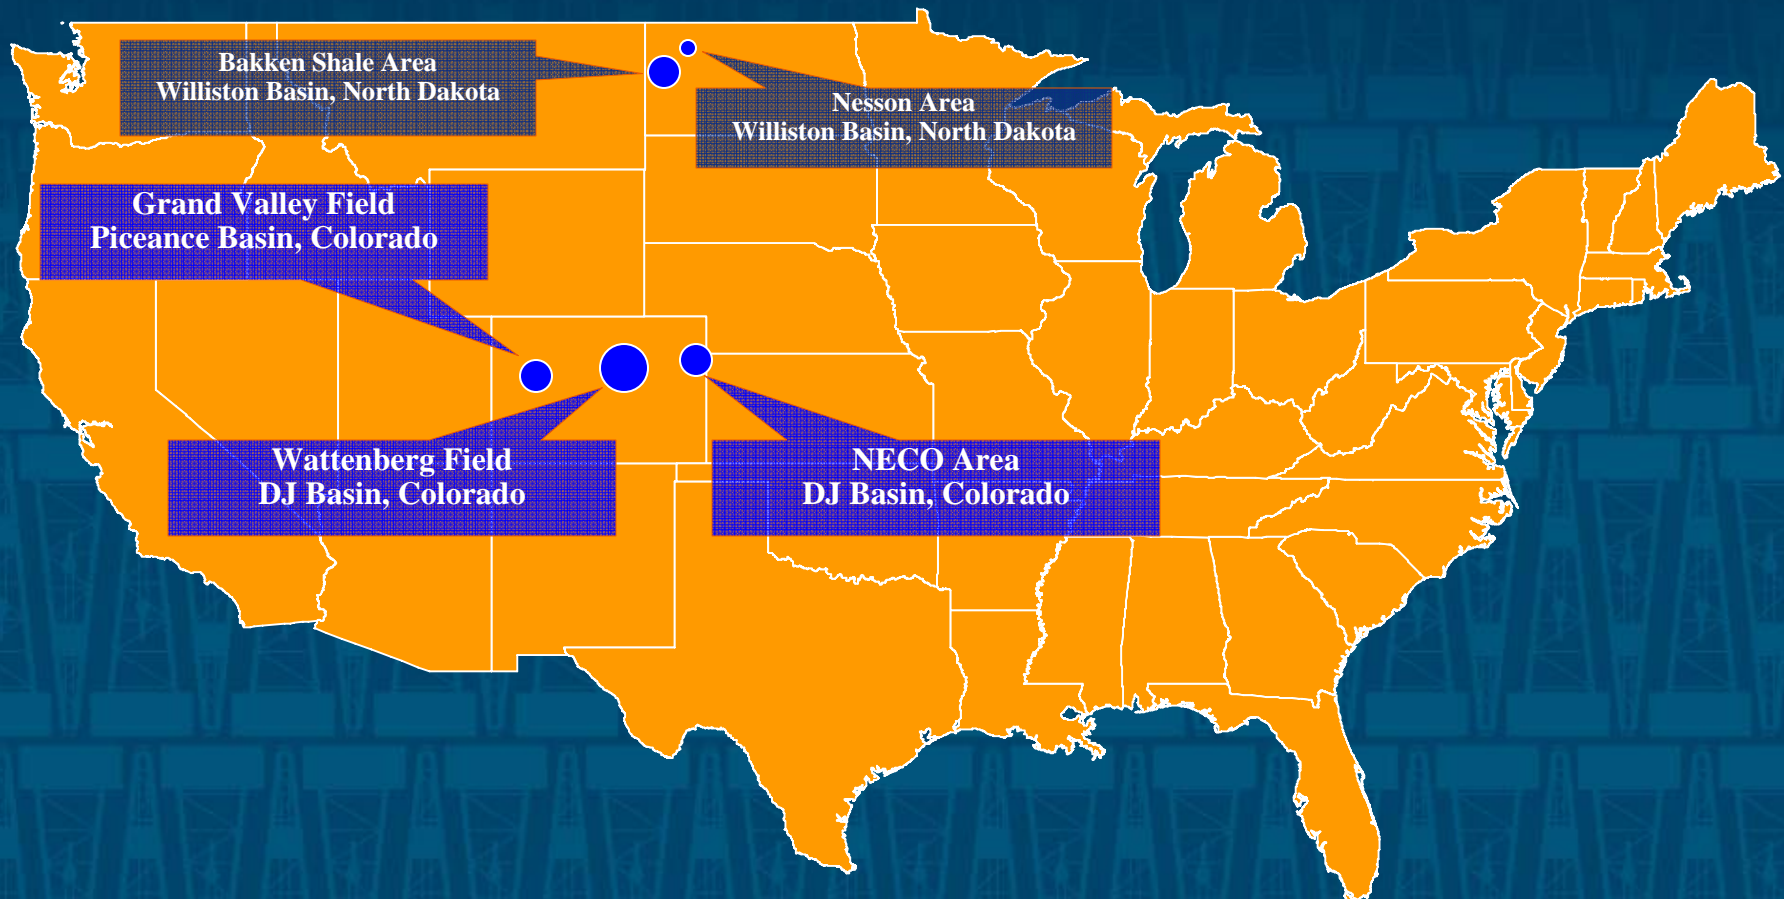 Bakken Shale Area
Williston Basin, North Dakota
Nesson Area
Williston Basin, North Dakota
Grand Valley Field
Piceance Basin, Colorado
Wattenberg Field
DJ Basin, Colorado
NECO Area
DJ Basin, Colorado